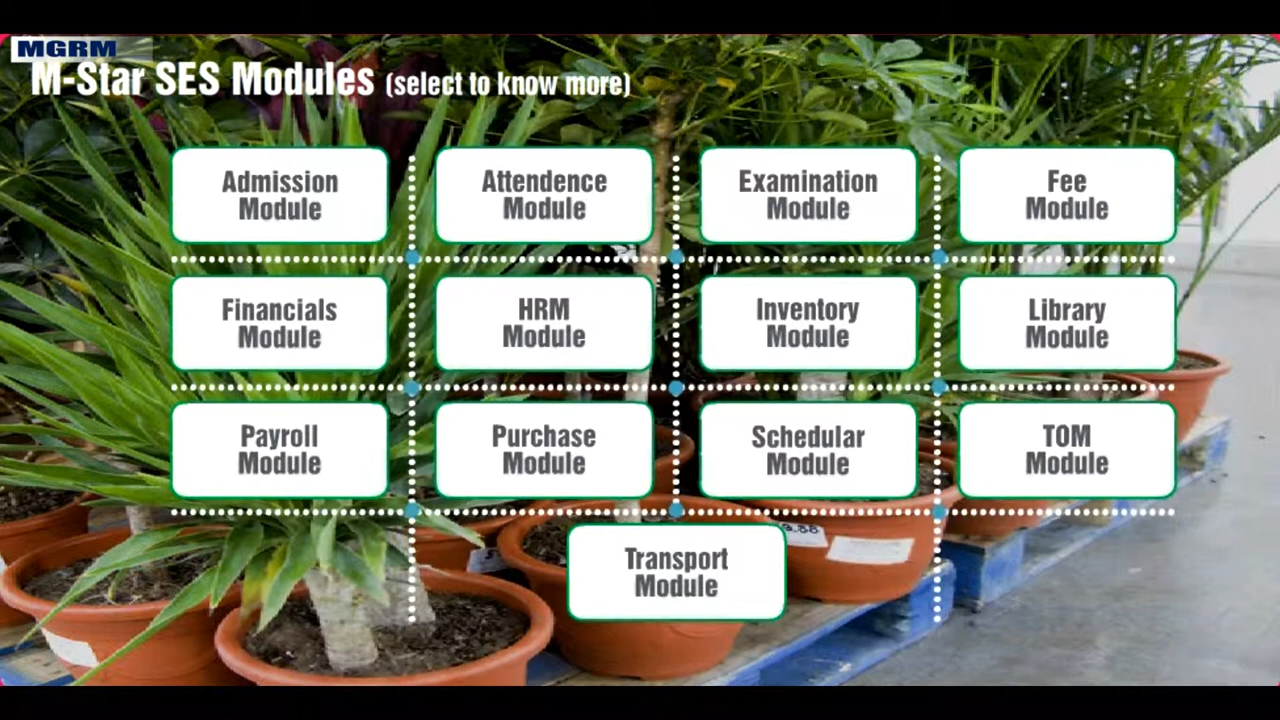 MGRM
M-Star SES Modules (select to know more)
Admission
Module
Attendence
Module
Examination
Module
Fee
Module
Financials
Module
HRM
Module
Inventory
Module
Library
Module
Payroll
Module
Purchase
Module
Schedular
Module
TOM
Module
Transport
Module